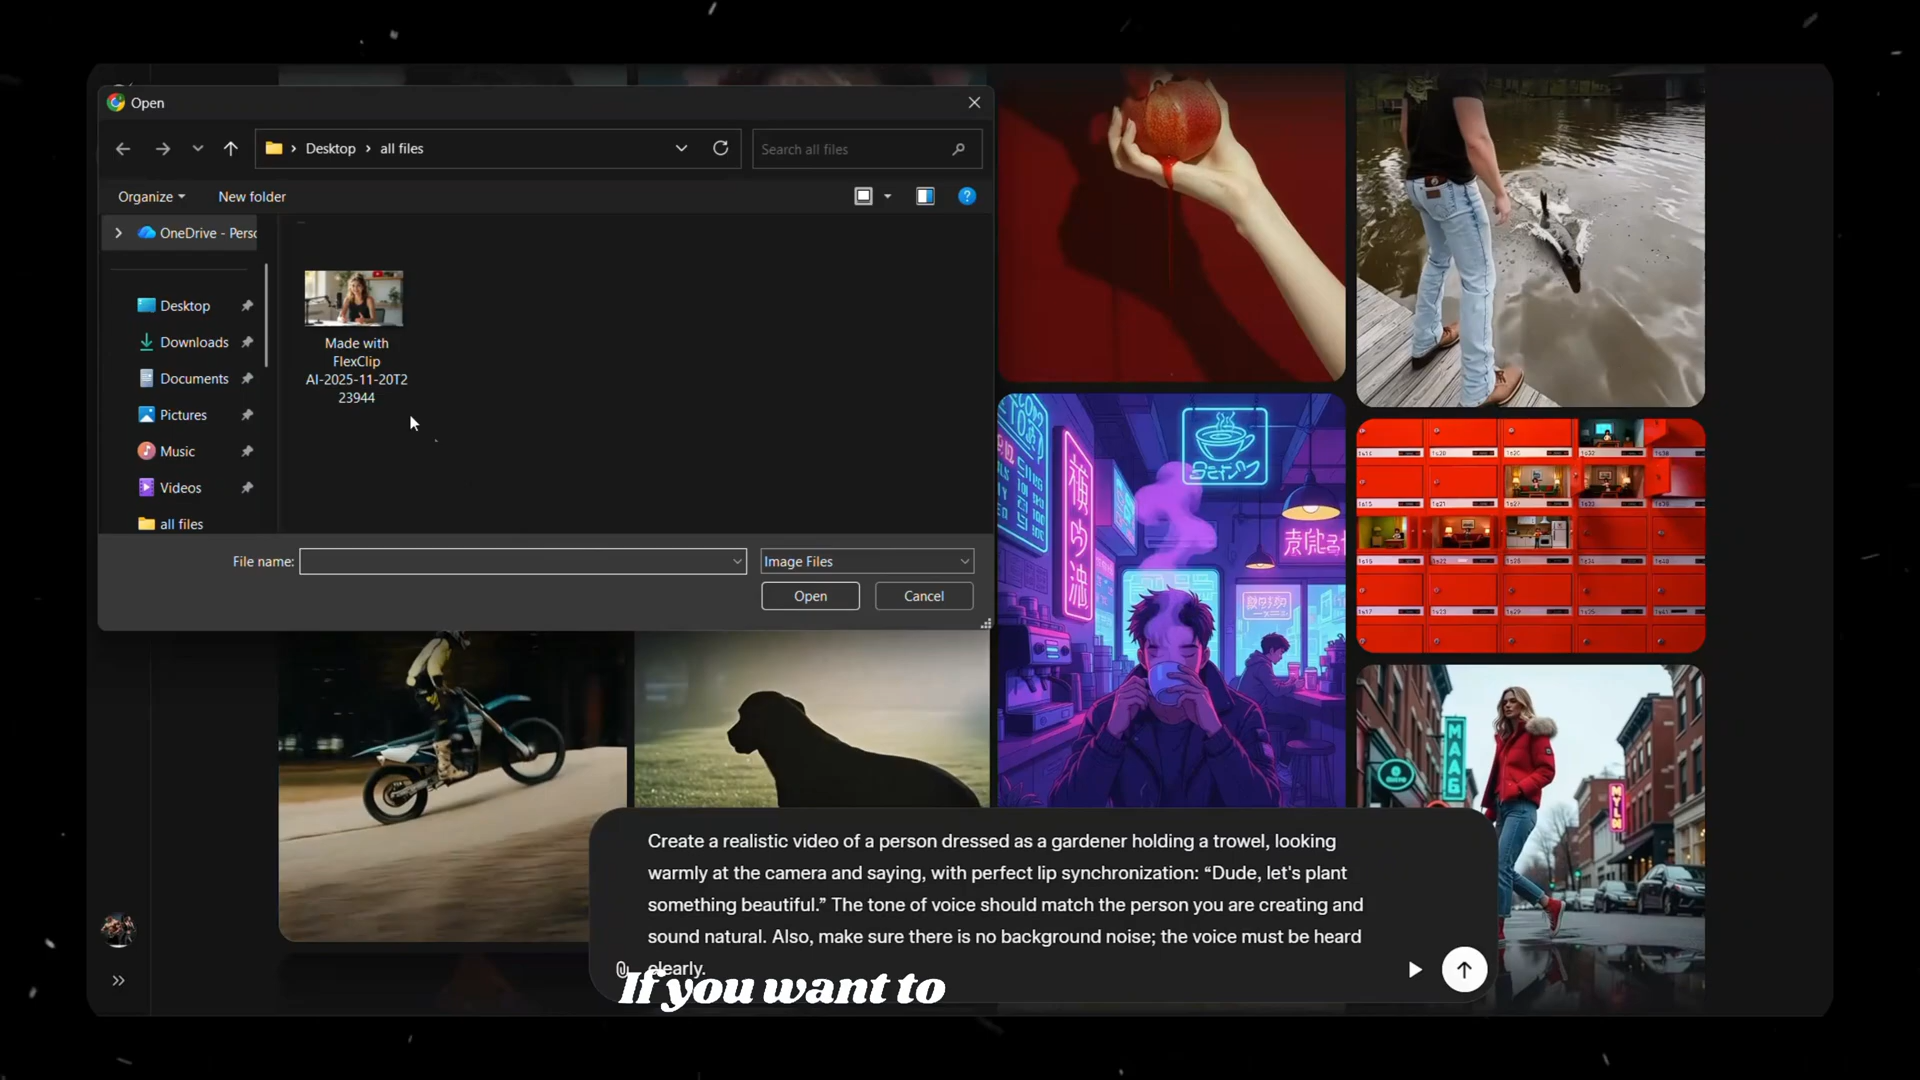 Open
Desktop
all files
Search all files
Organize
New folder
OneDrive - Perso
Desktop
Downloads
Documents
Pictures
Music
Videos
all files
Made with
FlexClip
AI-2025-11-20T2
23944
File name:
Image Files
Open
Cancel
Create a realistic video of a person dressed as a gardener holding a trowel, looking
warmly at the camera and saying, with perfect lip synchronization: “Dude, let's plant
something beautiful.” The tone of voice should match the person you are creating and
sound natural. Also, make sure there is no background noise; the voice must be heard
clearly.
If you want to